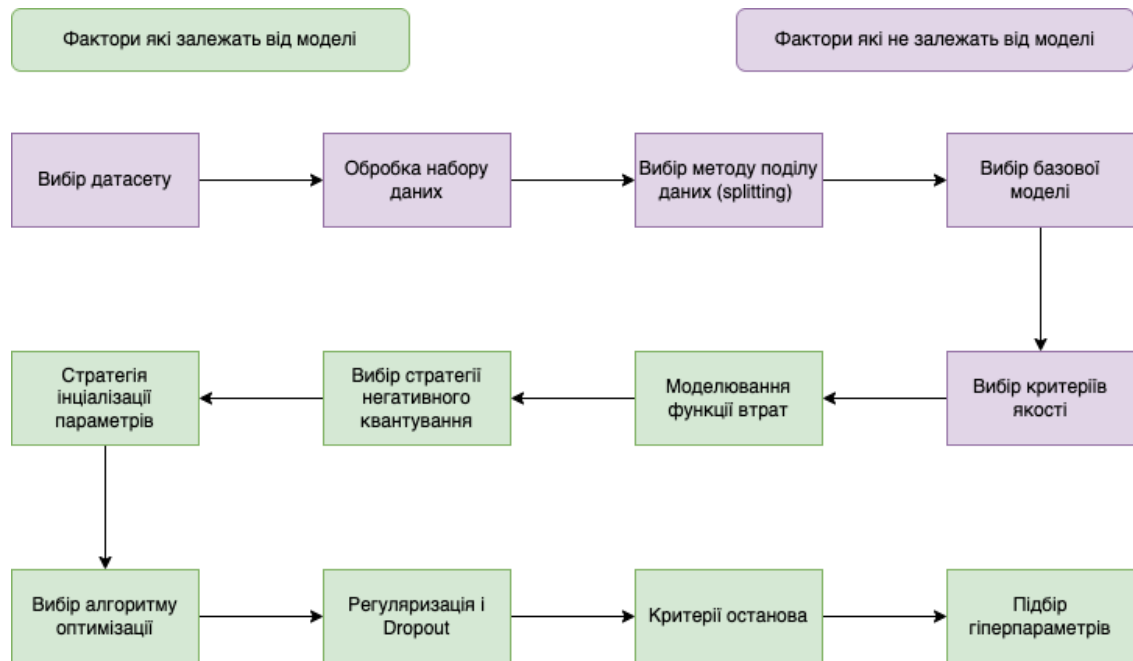 Фактори які залежать від моделі
Фактори які не залежать від моделі
Вибір датасету
Обробка набору
даних
Вибір методу поділу
даних (splitting)
Вибір базової
моделі
Стратегія
інціалізації
параметрів
Вибір стратегії
негативного
квантування
Моделювання
функції втрат
Вибір критеріїв
якості
Вибір алгоритму
оптимізації
Регуляризація і
Dropout
Критерії останова
Підбір
гіперпараметрів